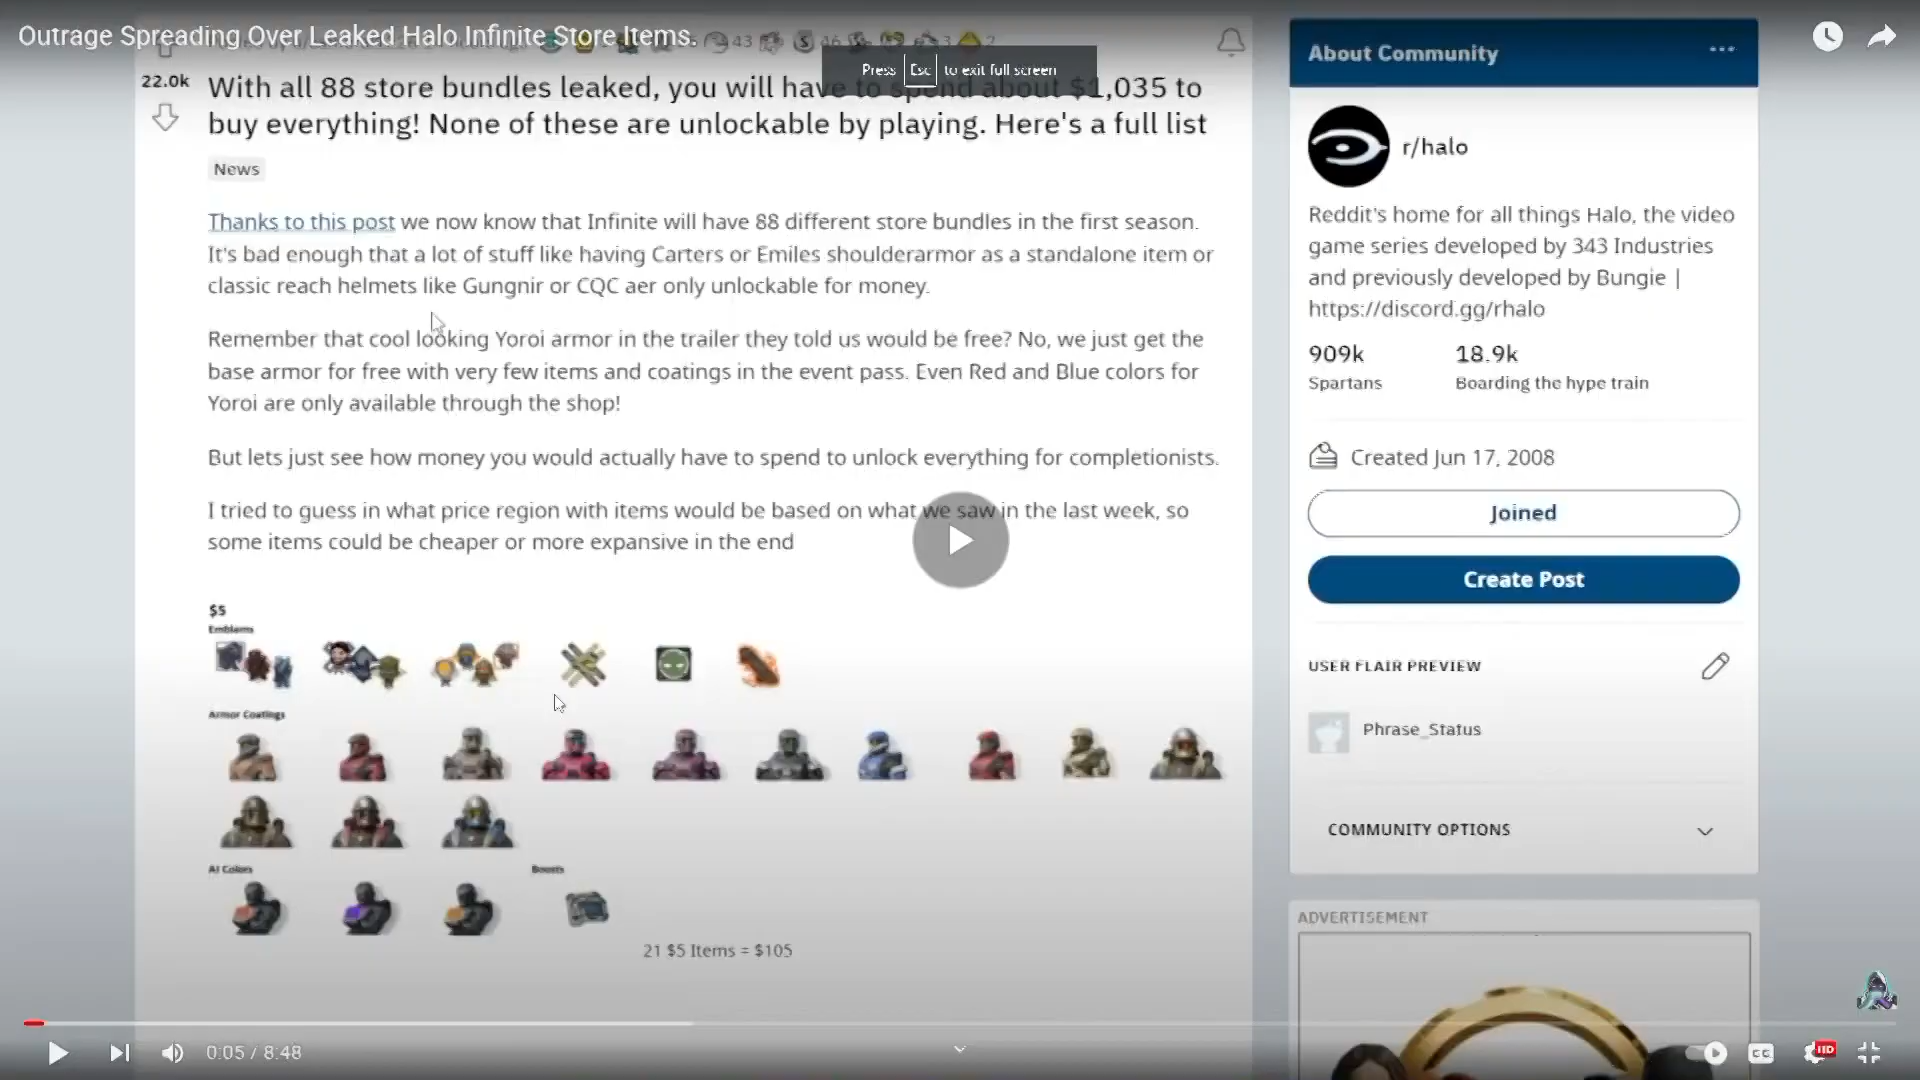 Outrage Spreading Over Leaked Halo Infinite Store Items.
43
46
3
2
Press Esc to exit full screen
22.0k
With all 88 store bundles leaked, you will have to spend about $1,035 to
buy everything! None of these are unlockable by playing. Here's a full list
News
Thanks to this post we now know that Infinite will have 88 different store bundles in the first season.
It's bad enough that a lot of stuff like having Carters or Emiles shoulderarmor as a standalone item or
classic reach helmets like Gungnir or CQC aer only unlockable for money.
Remember that cool looking Yoroi armor in the trailer they told us would be free? No, we just get the
base armor for free with very few items and coatings in the event pass. Even Red and Blue colors for
Yoroi are only available through the shop!
But lets just see how money you would actually have to spend to unlock everything for completionists.
I tried to guess in what price region with items would be based on what we saw in the last week, so
some items could be cheaper or more expansive in the end
$5
Emblems
Armor Coatings
AI Colors
Boosts
21 $5 Items = $105
About Community
r/halo
Reddit's home for all things Halo, the video
game series developed by 343 Industries
and previously developed by Bungie |
https://discord.gg/rhalo
909k
18.9k
Spartans
Boarding the hype train
Created Jun 17, 2008
Joined
Create Post
USER FLAIR PREVIEW
Phrase_Status
COMMUNITY OPTIONS
ADVERTISEMENT
0:05 / 8:48
CC
HD